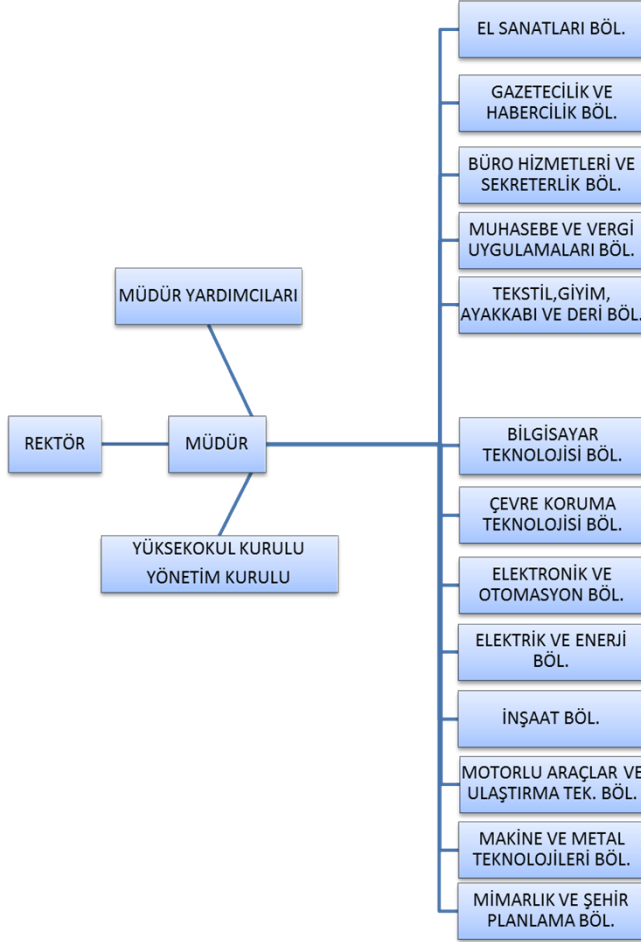 EL SANATLARI BÖL.
GAZETECİLİK VE
HABERCİLİK BÖL.
BÜRO HİZMETLERİ VE
SEKRETERLİK BÖL.
MUHASEBE VE VERGİ
UYGULAMALARI BÖL.
TEKSTİL,GİYİM,
AYAKKABI VE DERİ BÖL.
MÜDÜR YARDIMCILARI
REKTÖR
MÜDÜR
YÜKSEKOKUL KURULU
YÖNETİM KURULU
BİLGİSAYAR
TEKNOLOJİSİ BÖL.
ÇEVRE KORUMA
TEKNOLOJİSİ BÖL.
ELEKTRONİK VE
OTOMASYON BÖL.
ELEKTRİK VE ENERJİ
BÖL.
İNŞAAT BÖL.
MOTORLU ARAÇLAR VE
ULAŞTIRMA TEK. BÖL.
MAKİNE VE METAL
TEKNOLOJİLERİ BÖL.
MİMARLIK VE ŞEHİR
PLANLAMA BÖL.